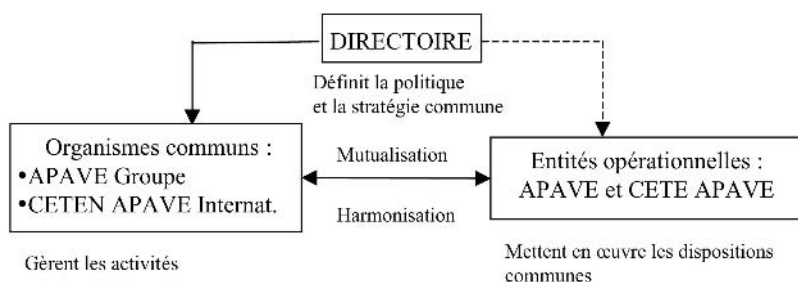 DIRECTOIRE
Définit la politique
et la stratégie commune
Organismes communs :
•APAVE Groupe
•CETEN APAVE Internat.
Mutualisation
Harmonisation
Entités opérationnelles :
APAVE et CETE APAVE
Gèrent les activités
Mettent en œuvre les dispositions
communes